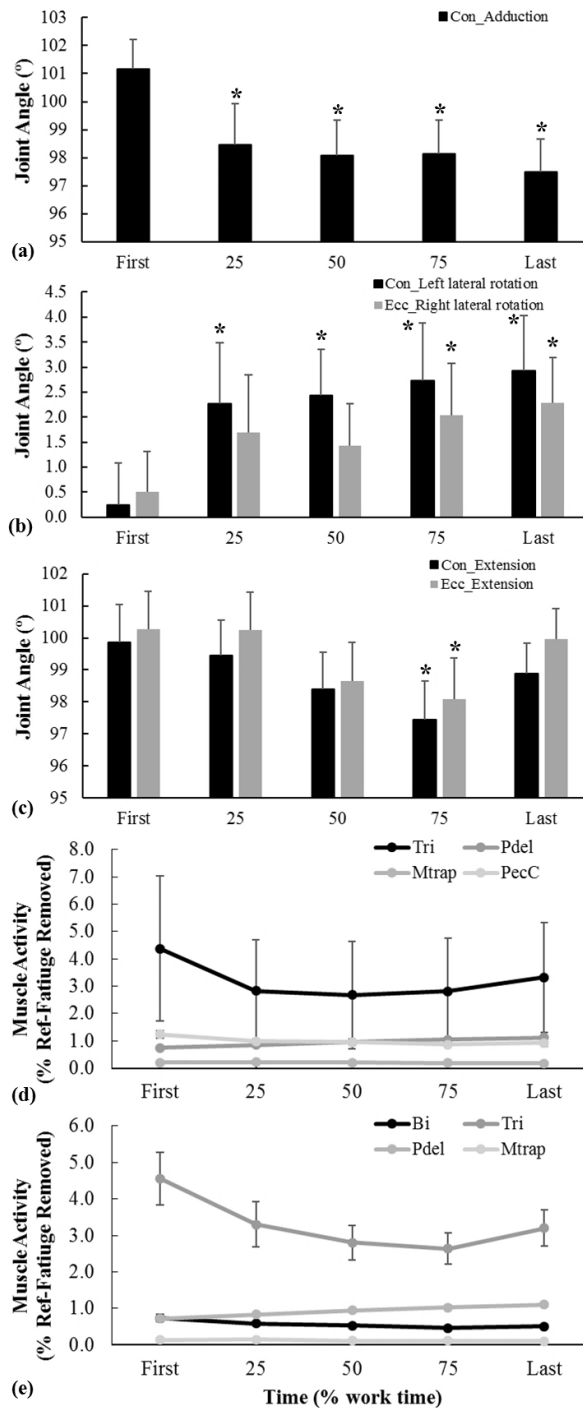 Con_Adduction
Joint Angle (º)
103
102
101
100
99
98
97
96
95
* * * *
First 25 50 75 Last
(a)
Con_Left lateral rotation
Ecc_Right lateral rotation
Joint Angle (º)
4.5
4.0
3.5
3.0
2.5
2.0
1.5
1.0
0.5
0.0
* * * * * *
First 25 50 75 Last
(b)
Con_Extension
Ecc_Extension
Joint Angle (º)
102
101
100
99
98
97
96
95
* *
First 25 50 75 Last
(c)
Tri Pdel
Mtrap PecC
MuscleActivity
(% Ref-Fatiuge Removed)
8.0
7.0
6.0
5.0
4.0
3.0
2.0
1.0
0.0
First 25 50 75 Last
(d)
Bi Tri
Pdel Mtrap
MuscleActivity
(% Ref-Fatiuge Removed)
6.0
5.0
4.0
3.0
2.0
1.0
0.0
First 25 50 75 Last
(e)
Time (% work time)